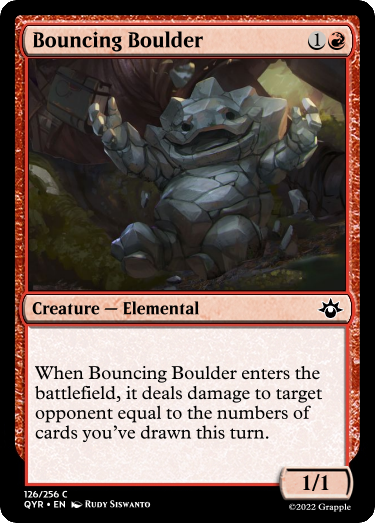 Bouncing Boulder 1
Creature — Elemental
When Bouncing Boulder enters the
battlefield, it deals damage to target
opponent equal to the numbers of
cards you've drawn this turn.
1/1
126/256 C
QYR • EN Rudy Siswanto
©2022 Grapple